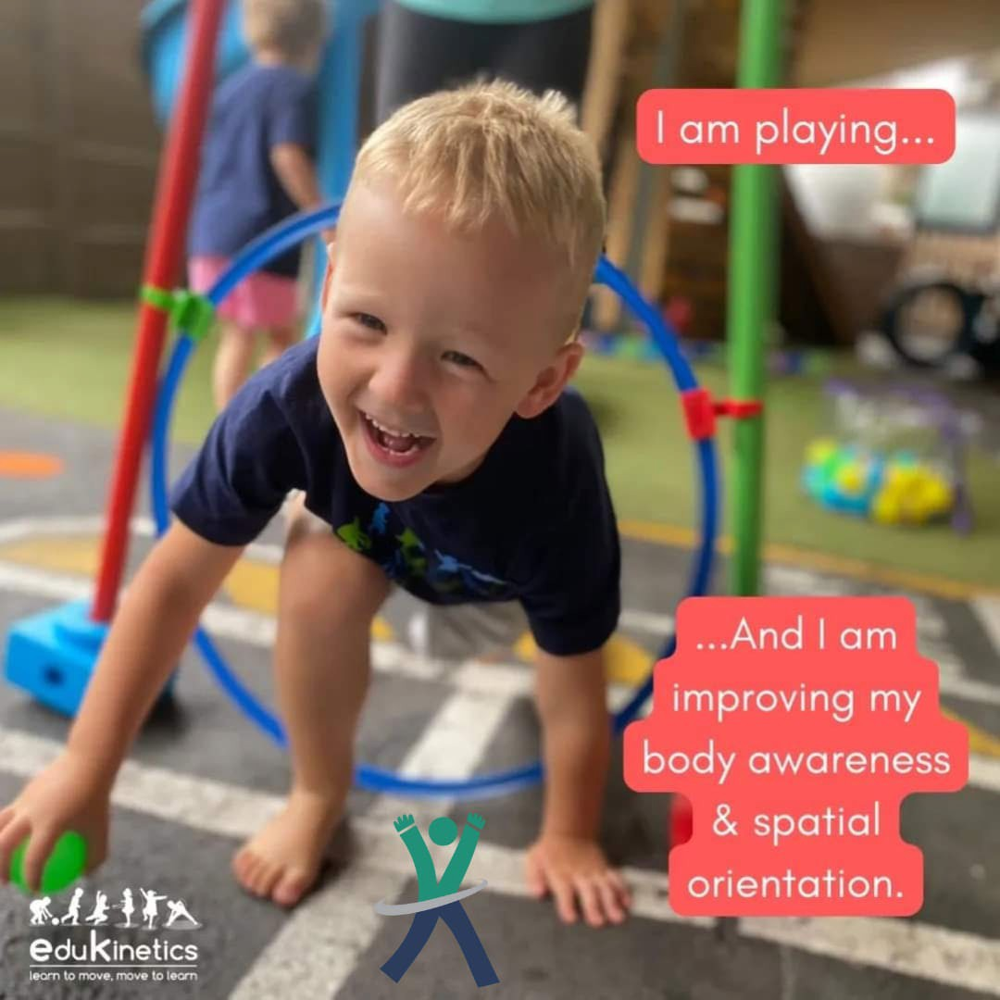 I am playing...
...And I am
improving my
body awareness
& spatial
orientation.
eduKinetics
learn to move, move to learn